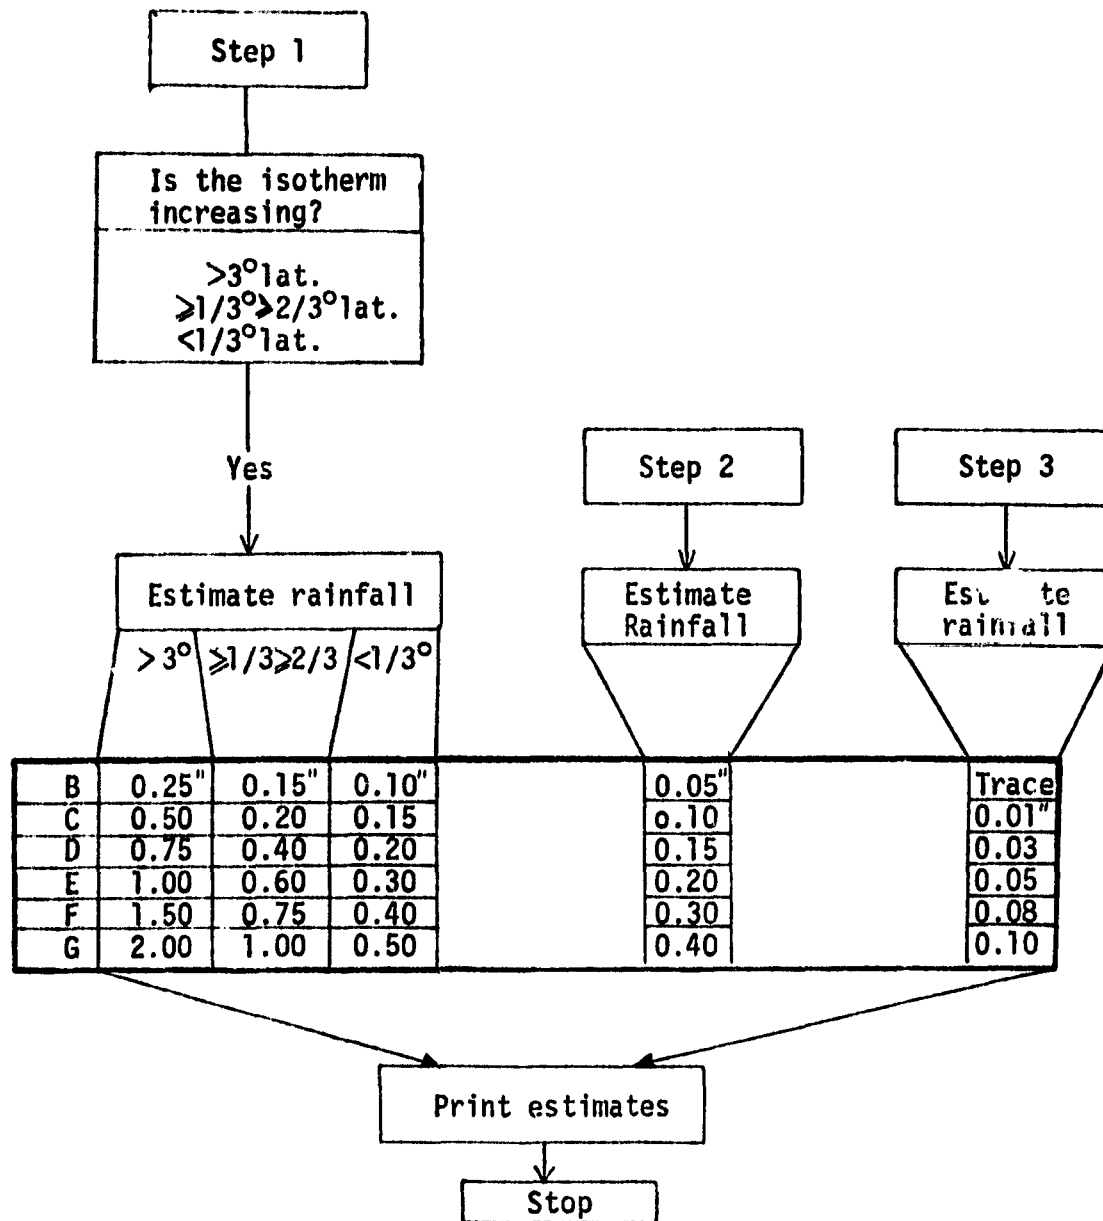 Step 1
Is the isotherm
increasing?
>3°lat.
⩾1/3°⩾2/3°lat.
<1/3°lat.
Yes
Step 2
Step 3
Estimate rainfall
Estimate
Rainfall
rainfall
>3° ⩾1/3⩾2/3 <1/3°
B 0.25" 0.15" 0.10" 0.05" Trace
C 0.50 0.20 0.15 0.10 0.01"
D 0.75 0.40 0.20 0.15 0.03
E 1.00 0.60 0.30 0.20 0.05
F 1.50 0.75 0.40 0.30 0.08
G 2.00 1.00 0.50 0.40 0.10
Print estimates
Stop